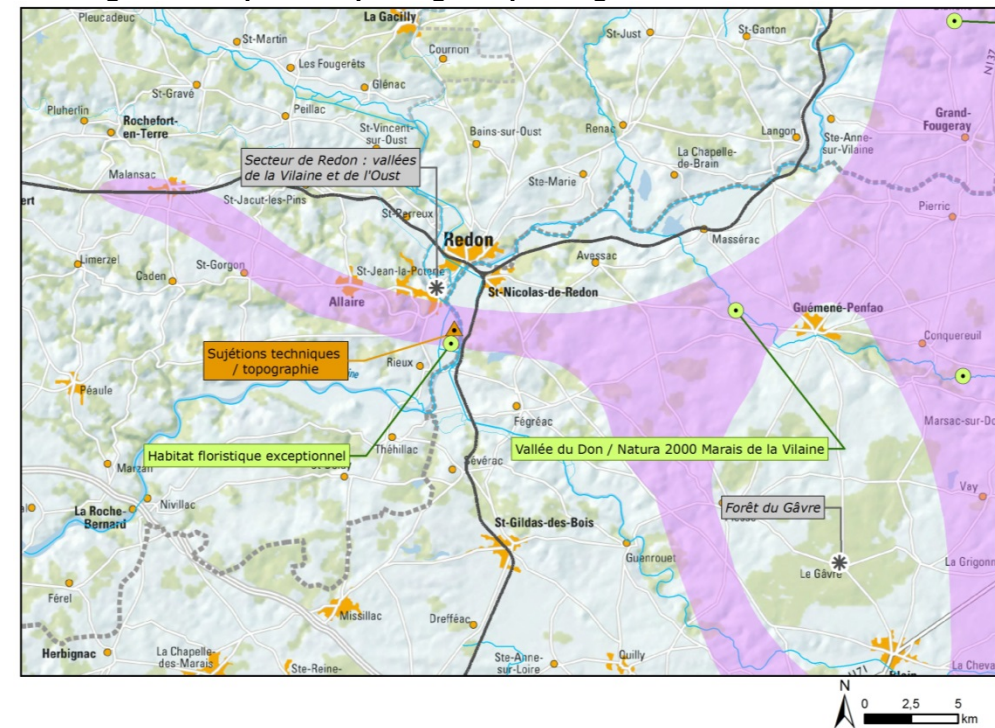 Pleucadeuc
La Gacilly
St-Martin
St-Just
St-Ganton
Cournon
N137
Les Fougerêts
Glénac
St-Gravé
Peillac
Pluherlin
Rochefort-
en-Terre
St-Vincent-
sur-Oust
Bains-sur-Oust
Renac
Langon
Ste-Anne-
sur-Vilaine
Grand-
Fougeray
La Chapelle-
de-Brain
Secteur de Redon : vallées
de la Vilaine et de l'Oust
Malansac
Ste-Marie
St-Jacut-les-Pins
St-Perreux
Pierric
Redon
Massérac
Avessac
Limerzel
St-Gorgon
Caden
St-Jean-la-Poterie
Allaire
St-Nicolas-de-Redon
Guémené-Penfao
Conquereuil
Sujétions techniques
/ topographie
Rieux
Péaule
Fégréac
Marsac-sur-Do
Habitat floristique exceptionnel
Théhillac
Vallée du Don / Natura 2000 Marais de la Vilaine
Sévérac
Marzan
Nivillac
La Roche-
Bernard
Vay
Forêt du Gâvre
St-Gildas-des-Bois
Guenrouet
Le Gâvre
La Grigonn
Férel
Missillac
Drefféac
Herbignac
La Chapelle-
des-Marais
Ste-Reine-
Ste-Anne-
sur-Loire
Quilly
Blain
La Cheva
N171
N
0 2,5 5
km